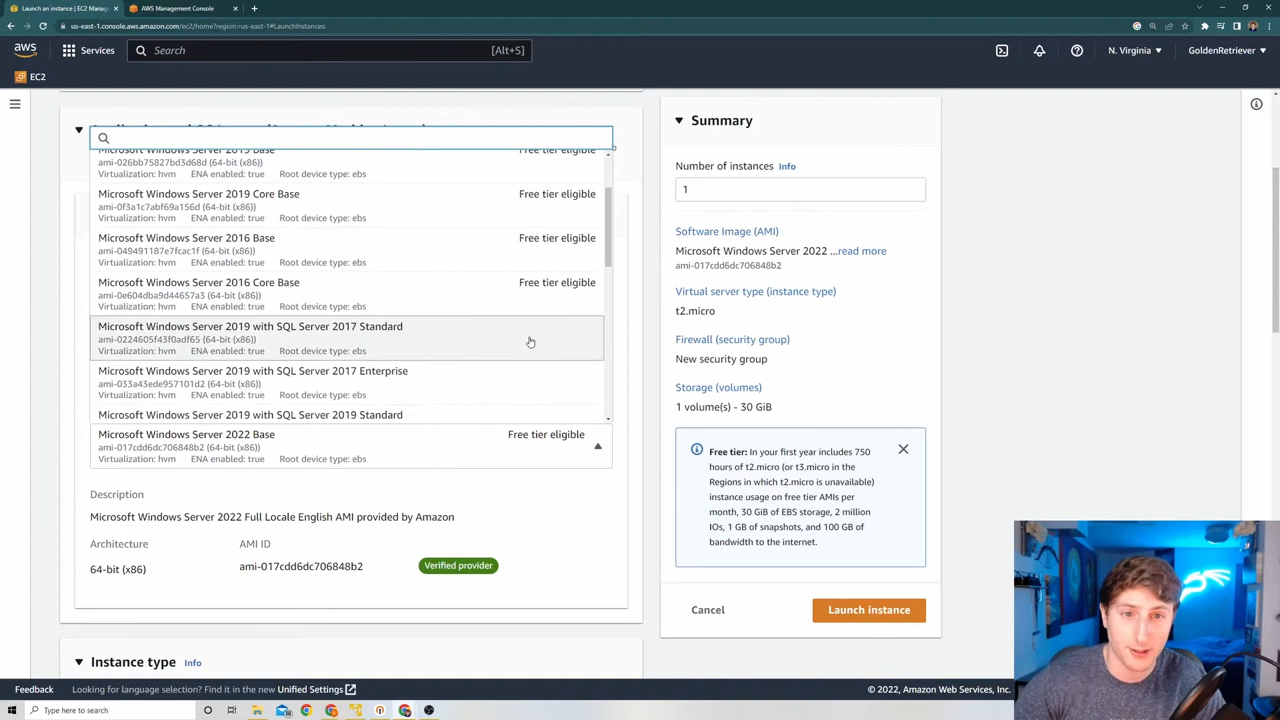 Launch an instance | EC2 Manager
AWS Management Console
us-east-1.console.aws.amazon.com/ec2/home?region=us-east-1#LaunchInstances:
aws
Services
Search
[Alt+S]
N. Virginia
GoldenRetriever
EC2
Microsoft Windows Server 2019 Base
Free tier eligible
ami-026bb75827bd3d68d (64-bit (x86))
Virtualization: hvm ENA enabled: true Root device type: ebs
Microsoft Windows Server 2019 Core Base
Free tier eligible
ami-0f3a1c7abf69a156d (64-bit (x86))
Virtualization: hvm ENA enabled: true Root device type: ebs
Microsoft Windows Server 2016 Base
Free tier eligible
ami-049491187e7fcac1f (64-bit (x86))
Virtualization: hvm ENA enabled: true Root device type: ebs
Microsoft Windows Server 2016 Core Base
Free tier eligible
ami-0e604dba9d44657a3 (64-bit (x86))
Virtualization: hvm ENA enabled: true Root device type: ebs
Microsoft Windows Server 2019 with SQL Server 2017 Standard
ami-0224605f43f0adf65 (64-bit (x86))
Virtualization: hvm ENA enabled: true Root device type: ebs
Microsoft Windows Server 2019 with SQL Server 2017 Enterprise
ami-033a43ede957101d2 (64-bit (x86))
Virtualization: hvm ENA enabled: true Root device type: ebs
Microsoft Windows Server 2019 with SQL Server 2019 Standard
Microsoft Windows Server 2022 Base
Free tier eligible
ami-017cdd6dc706848b2 (64-bit (x86))
Virtualization: hvm ENA enabled: true Root device type: ebs
Description
Microsoft Windows Server 2022 Full Locale English AMI provided by Amazon
Architecture
AMI ID
64-bit (x86)
ami-017cdd6dc706848b2
Verified provider
Instance type Info
Summary
Number of instances Info
1
Software Image (AMI)
Microsoft Windows Server 2022 ...read more
ami-017cdd6dc706848b2
Virtual server type (instance type)
t2.micro
Firewall (security group)
New security group
Storage (volumes)
1 volume(s) - 30 GiB
Free tier: In your first year includes 750
hours of t2.micro (or t3.micro in the
Regions in which t2.micro is unavailable)
instance usage on free tier AMIs per
month, 30 GiB of EBS storage, 2 million
IOs, 1 GB of snapshots, and 100 GB of
bandwidth to the internet.
Cancel
Launch instance
Feedback
Looking for language selection? Find it in the new Unified Settings
© 2022, Amazon Web Services, Inc.
Type here to search